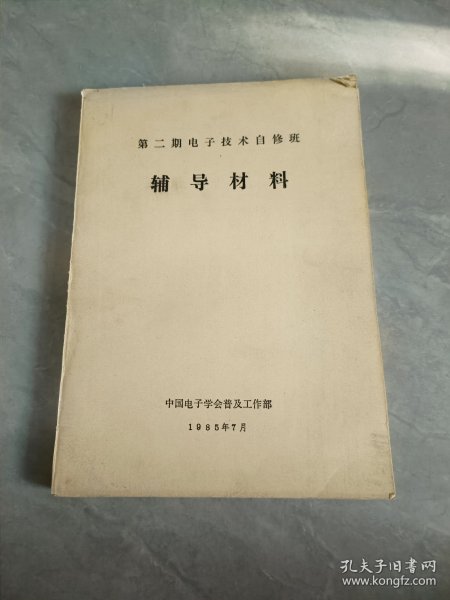 第二期电子技术自修班
辅导材料
中国电子学会普及工作部
1985年7月
孔夫子旧书网
www.kongfz.com